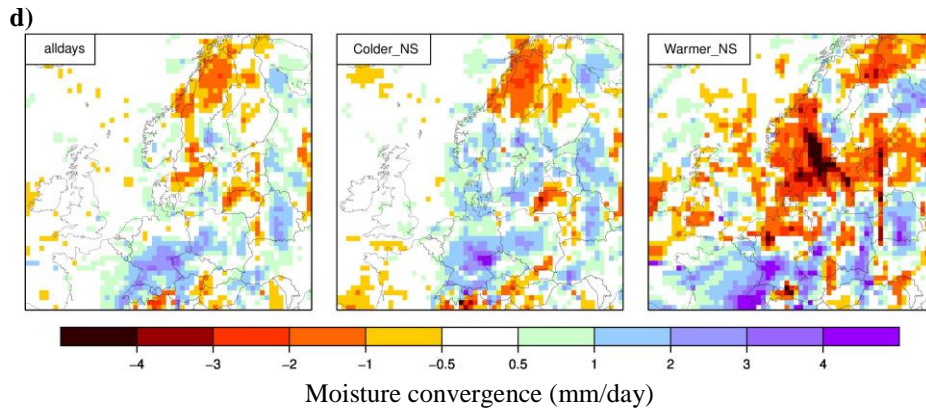 d)
alldays
Colder_NS
Warmer_NS
−4 −3 −2 −1 −0.5 0.5 1 2 3 4
Moisture convergence (mm/day)